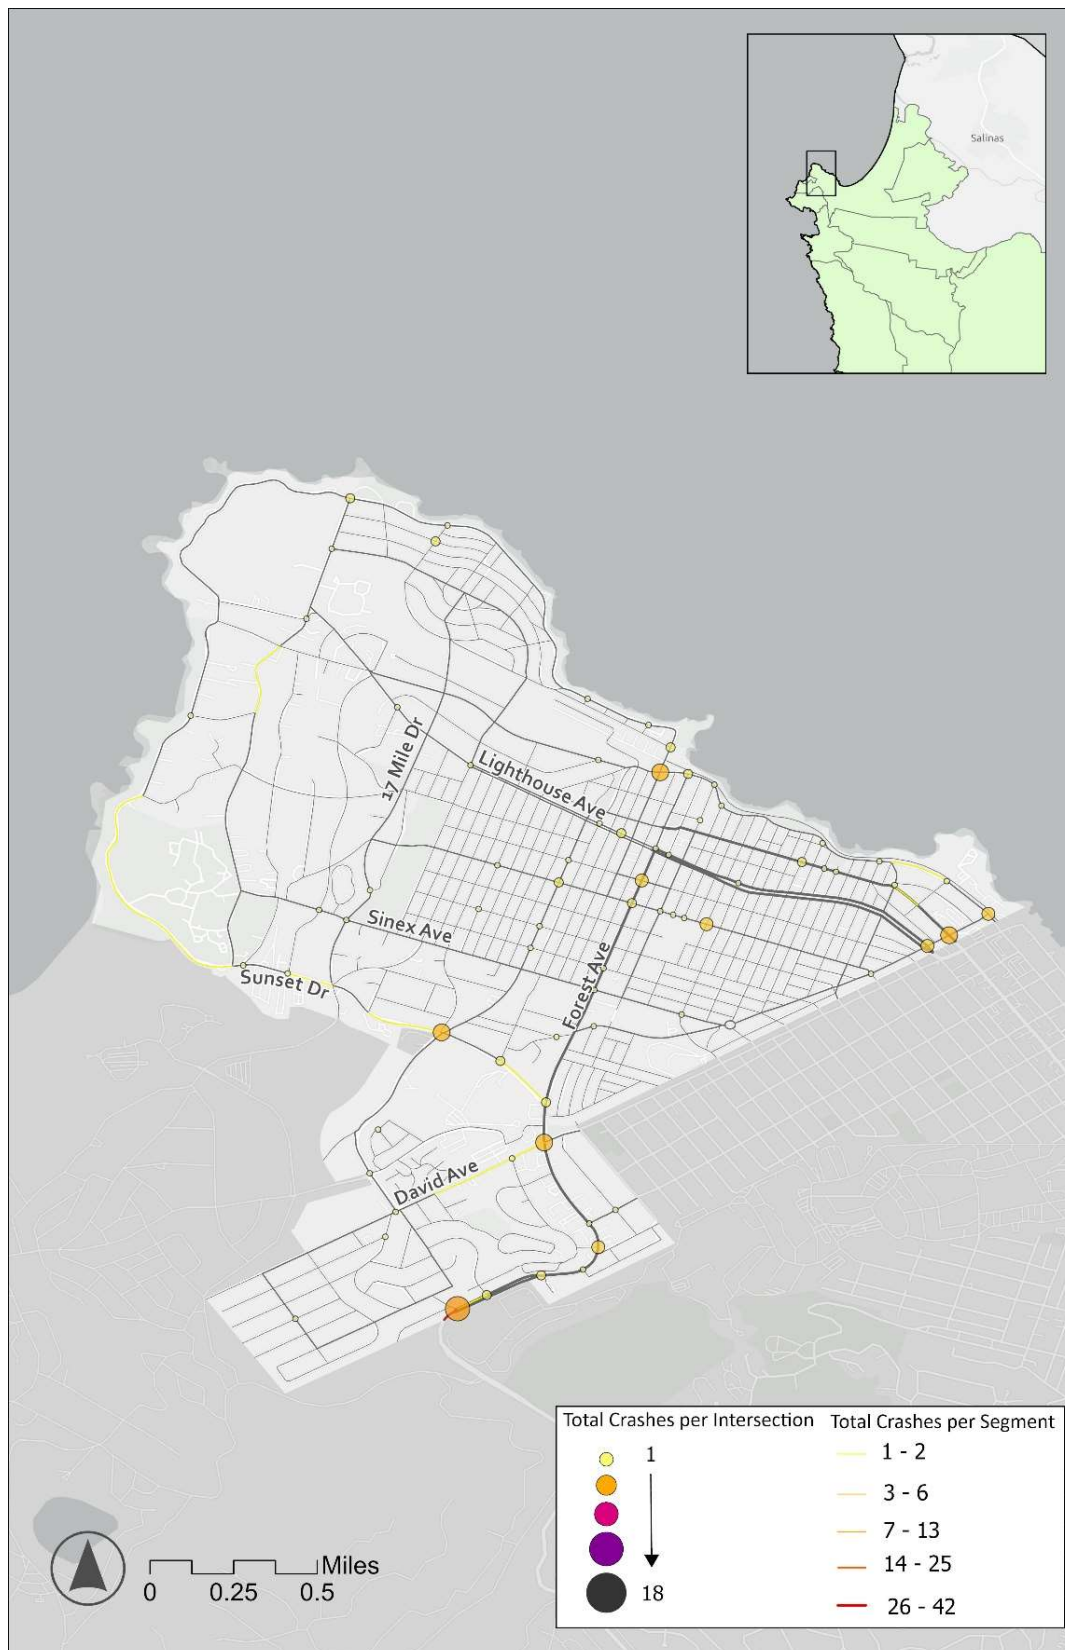 Salinas
17 Mile Dr
Lighthouse Ave
Sinex Ave
Forest Ave
Sunset Dr
David Ave
Total Crashes per Intersection
1
18
Total Crashes per Segment
1 - 2
3 - 6
7 - 13
14 - 25
26 - 42
Miles
0 0.25 0.5